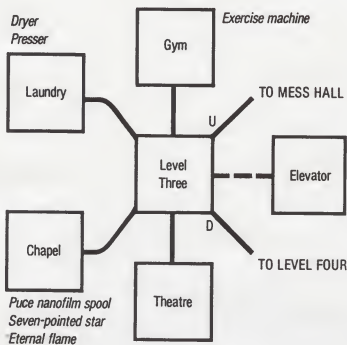 Dryer
Presser
Exercise machine
Gym
Laundry
TO MESS HALL
U
Level
Three
Elevator
D
Chapel
TO LEVEL FOUR
Theatre
Puce nanofilm spool
Seven-pointed star
Eternal flame